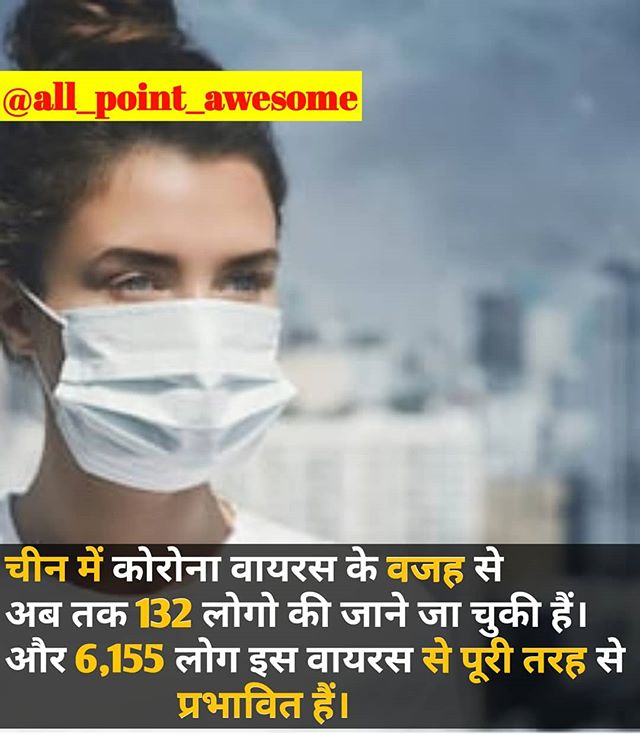 @all_point_awesome
चीन में कोरोना वायरस के वजह से
अब तक 132 लोगो की जाने जा चुकी हैं।
और 6,155 लोग इस वायरस से पूरी तरह से
प्रभावित हैं।